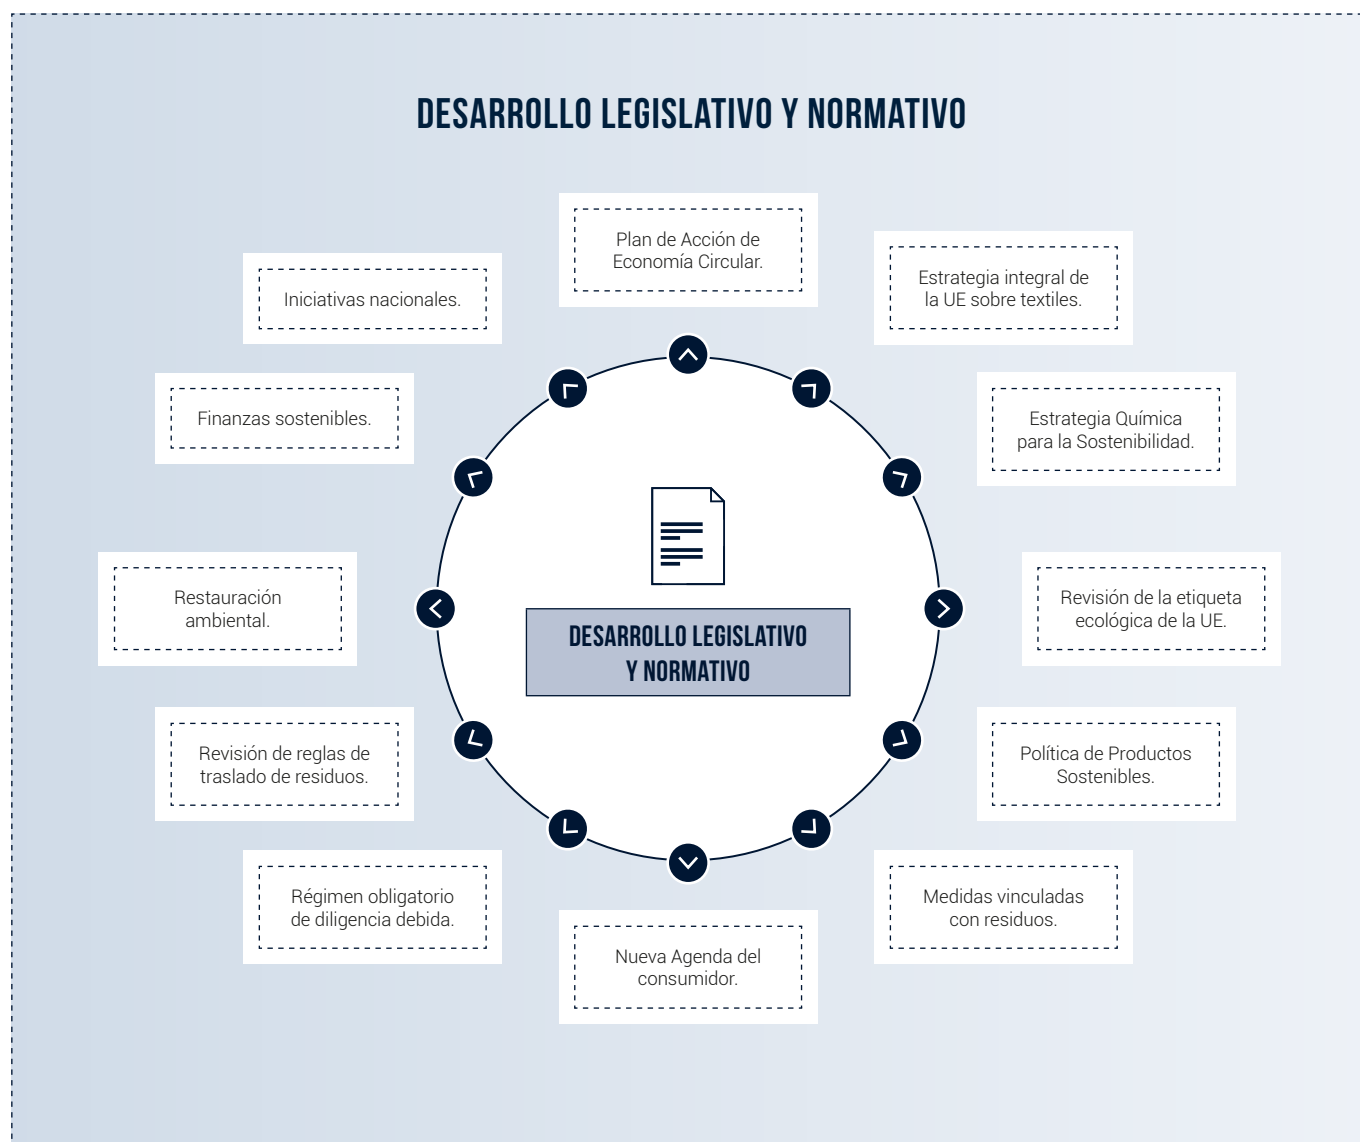 DESARROLLO LEGISLATIVO Y NORMATIVO
Plan de Acción de
Economía Circular.
Estrategia integral de
la UE sobre textiles.
Estrategia Química
para la Sostenibilidad.
Revisión de la etiqueta
ecológica de la UE.
Política de Productos
Sostenibles.
Medidas vinculadas
con residuos.
Nueva Agenda del
consumidor.
Régimen obligatorio
de diligencia debida.
Revisión de reglas de
traslado de residuos.
Restauración
ambiental.
Finanzas sostenibles.
Iniciativas nacionales.
DESARROLLO LEGISLATIVO
Y NORMATIVO